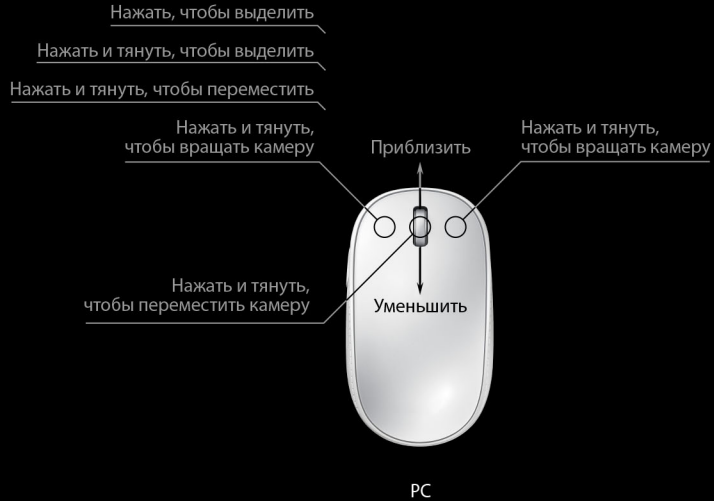 Нажать, чтобы выделить
Нажать и тянуть, чтобы выделить
Нажать и тянуть, чтобы переместить
Нажать и тянуть,
чтобы вращать камеру
Приблизить
Нажать и тянуть,
чтобы вращать камеру
Нажать и тянуть,
чтобы переместить камеру
Уменьшить
PC